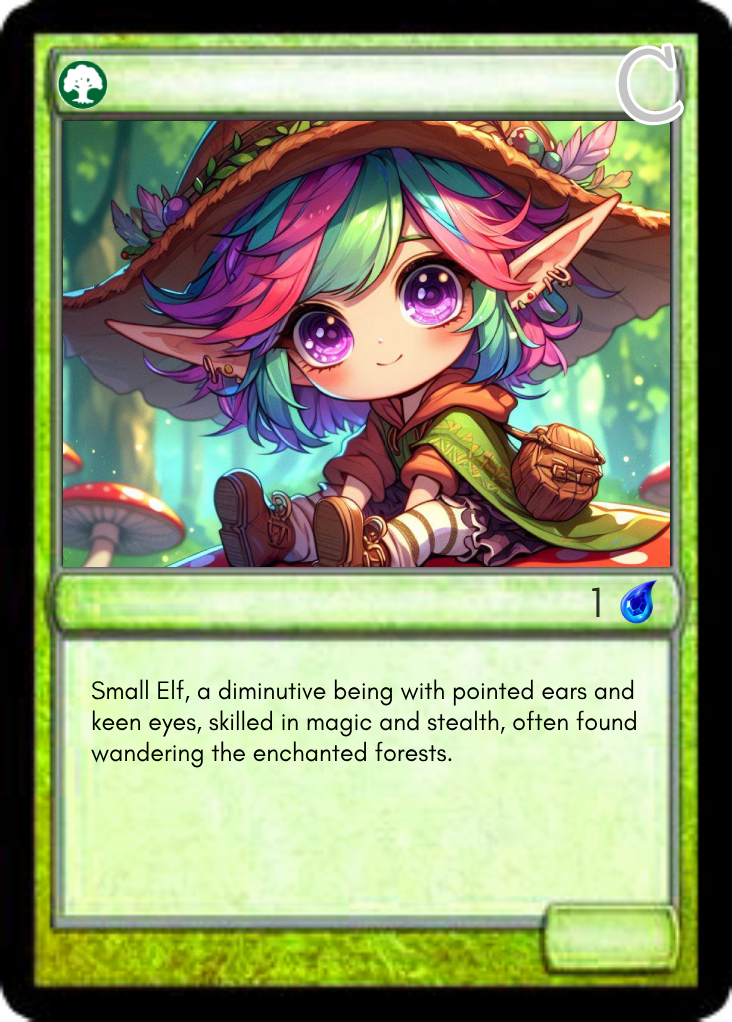 C
1
Small Elf, a diminutive being with pointed ears and
keen eyes, skilled in magic and stealth, often found
wandering the enchanted forests.